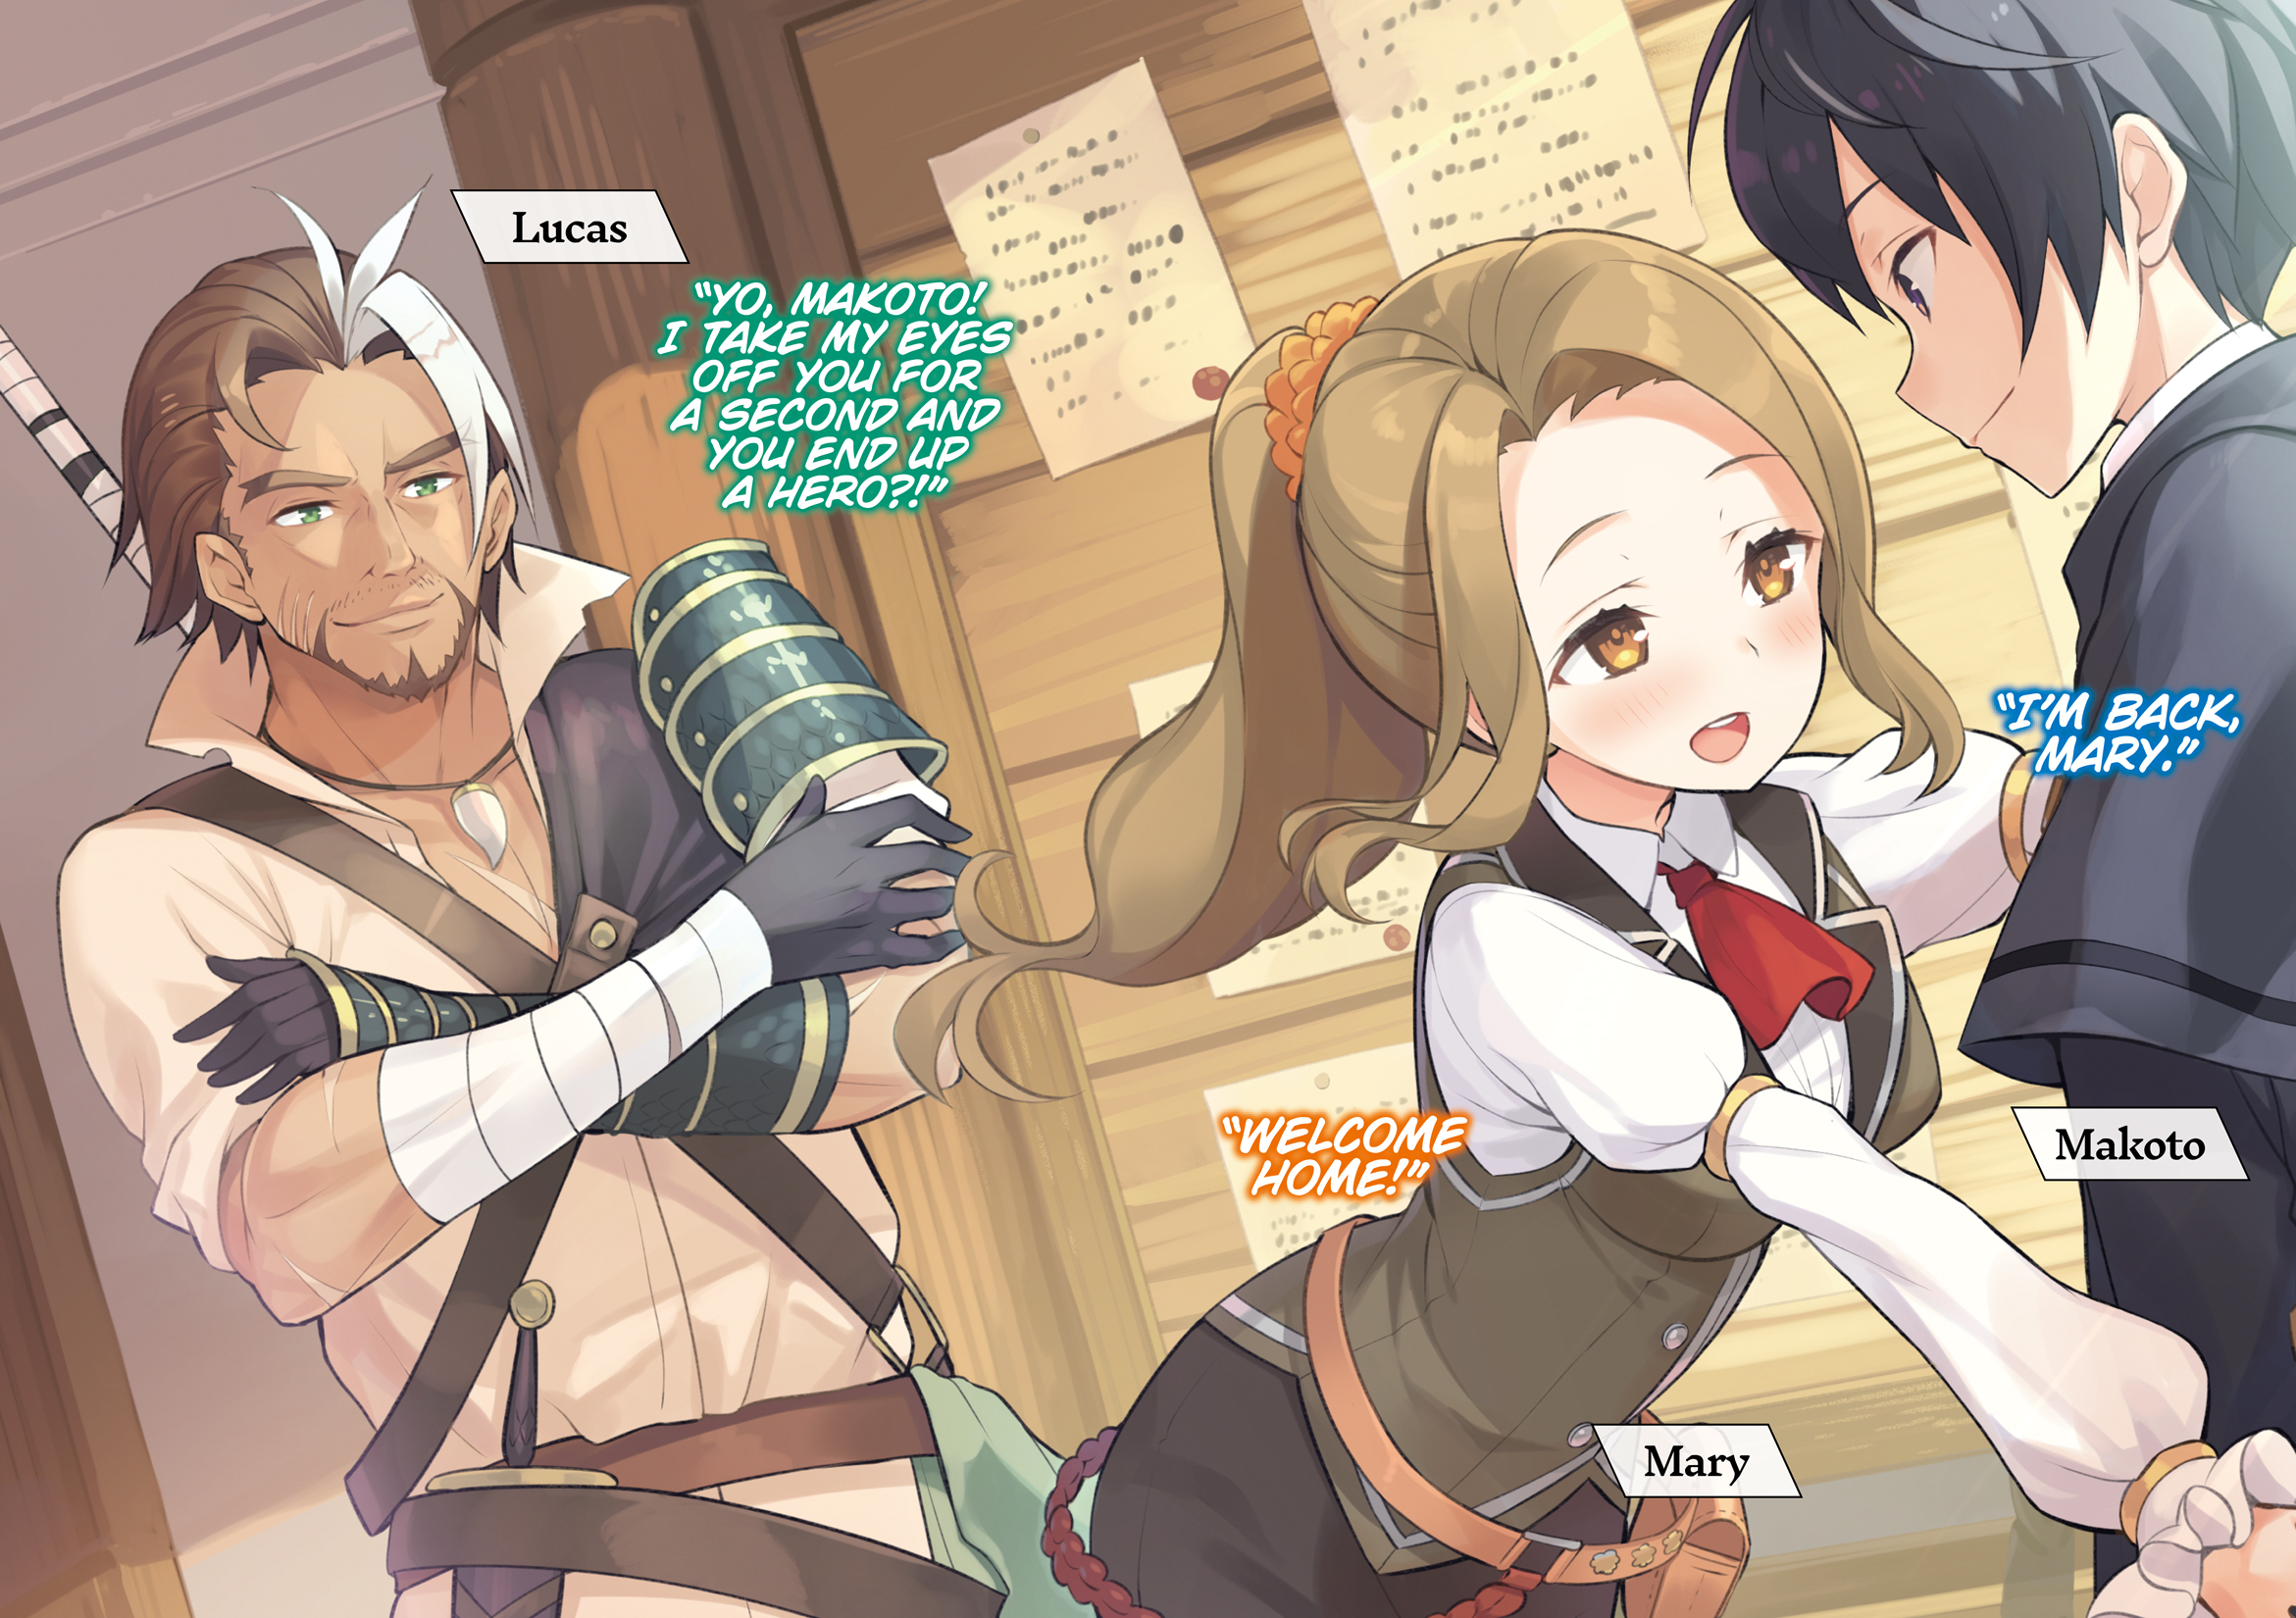 Lucas
“YO, MAKOTO!
I TAKE MY EYES
OFF YOU FOR
A SECOND AND
YOU END UP
A HERO?!”
“I’M BACK,
MARY.”
Makoto
“WELCOME
HOME!”
Mary